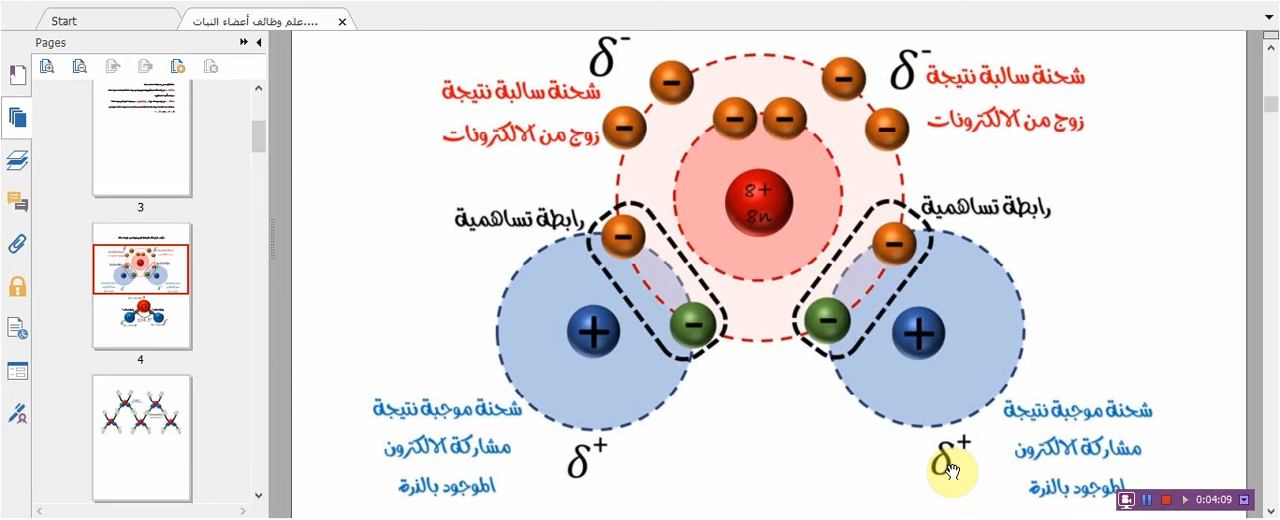 Start
علم وظائف أعضاء النبات....
Pages
3
4
δ-
δ-
شحنة سالبة نتيجة
زوج من الالكترونات
شحنة سالبة نتيجة
زوج من الالكترونات
8+
8n
رابطة تساهمية
رابطة تساهمية
شحنة موجبة نتيجة
مشاركة الالكترون
الموجود بالذرة
δ+
شحنة موجبة نتيجة
مشاركة الالكترون
الموجود بالذرة
δ+
0:04:09